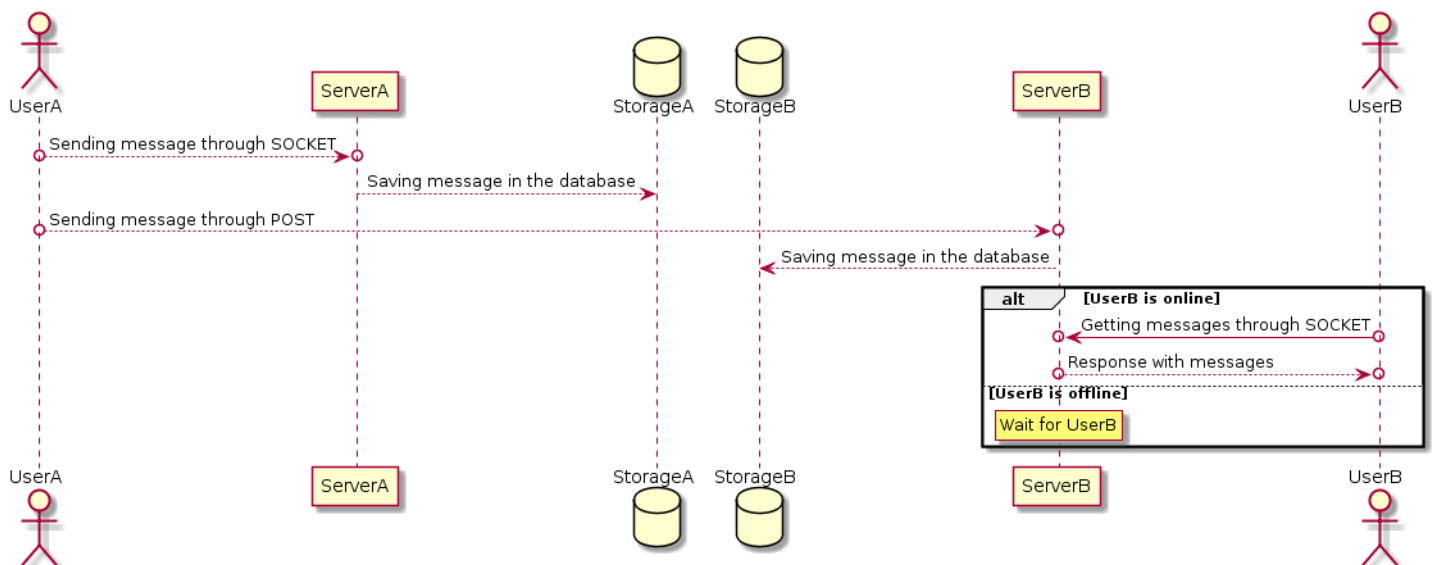 UserA
ServerA
StorageA
StorageB
ServerB
UserB
Sending message through SOCKET
Saving message in the database
Sending message through POST
Saving message in the database
alt [UserB is online]
Getting messages through SOCKET
Response with messages
[UserB is offline]
Wait for UserB
UserA
ServerA
StorageA
StorageB
ServerB
UserB